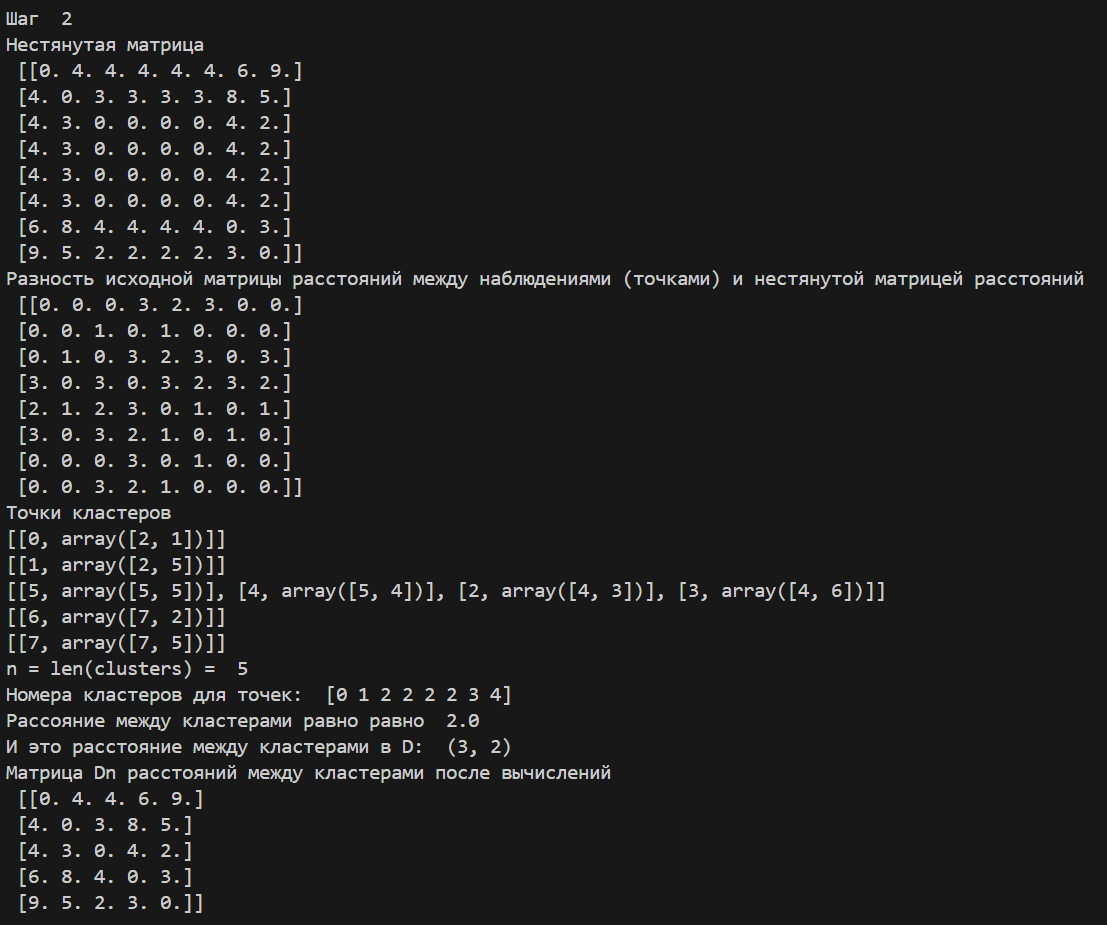 Шаг  2
Нестянутая матрица
 [[0. 4. 4. 4. 4. 4. 6. 9.]
 [4. 0. 3. 3. 3. 3. 8. 5.]
 [4. 3. 0. 0. 0. 0. 4. 2.]
 [4. 3. 0. 0. 0. 0. 4. 2.]
 [4. 3. 0. 0. 0. 0. 4. 2.]
 [4. 3. 0. 0. 0. 0. 4. 2.]
 [6. 8. 4. 4. 4. 4. 0. 3.]
 [9. 5. 2. 2. 2. 2. 3. 0.]]
Разность исходной матрицы расстояний между наблюдениями (точками) и нестянутой матрицей расстояний
 [[0. 0. 0. 3. 2. 3. 0. 0.]
 [0. 0. 1. 0. 1. 0. 0. 0.]
 [0. 1. 0. 3. 2. 3. 0. 3.]
 [3. 0. 3. 0. 3. 2. 3. 2.]
 [2. 1. 2. 3. 0. 1. 0. 1.]
 [3. 0. 3. 2. 1. 0. 1. 0.]
 [0. 0. 0. 3. 0. 1. 0. 0.]
 [0. 0. 3. 2. 1. 0. 0. 0.]]
Точки кластеров
[[0, array([2, 1])]]
[[1, array([2, 5])]]
[[5, array([5, 5])], [4, array([5, 4])], [2, array([4, 3])], [3, array([4, 6])]]
[[6, array([7, 2])]]
[[7, array([7, 5])]]
n = len(clusters) =  5
Номера кластеров для точек:  [0 1 2 2 2 2 3 4]
Рассояние между кластерами равно равно  2.0
И это расстояние между кластерами в D:  (3, 2)
Матрица Dn расстояний между кластерами после вычислений
 [[0. 4. 4. 6. 9.]
 [4. 0. 3. 8. 5.]
 [4. 3. 0. 4. 2.]
 [6. 8. 4. 0. 3.]
 [9. 5. 2. 3. 0.]]